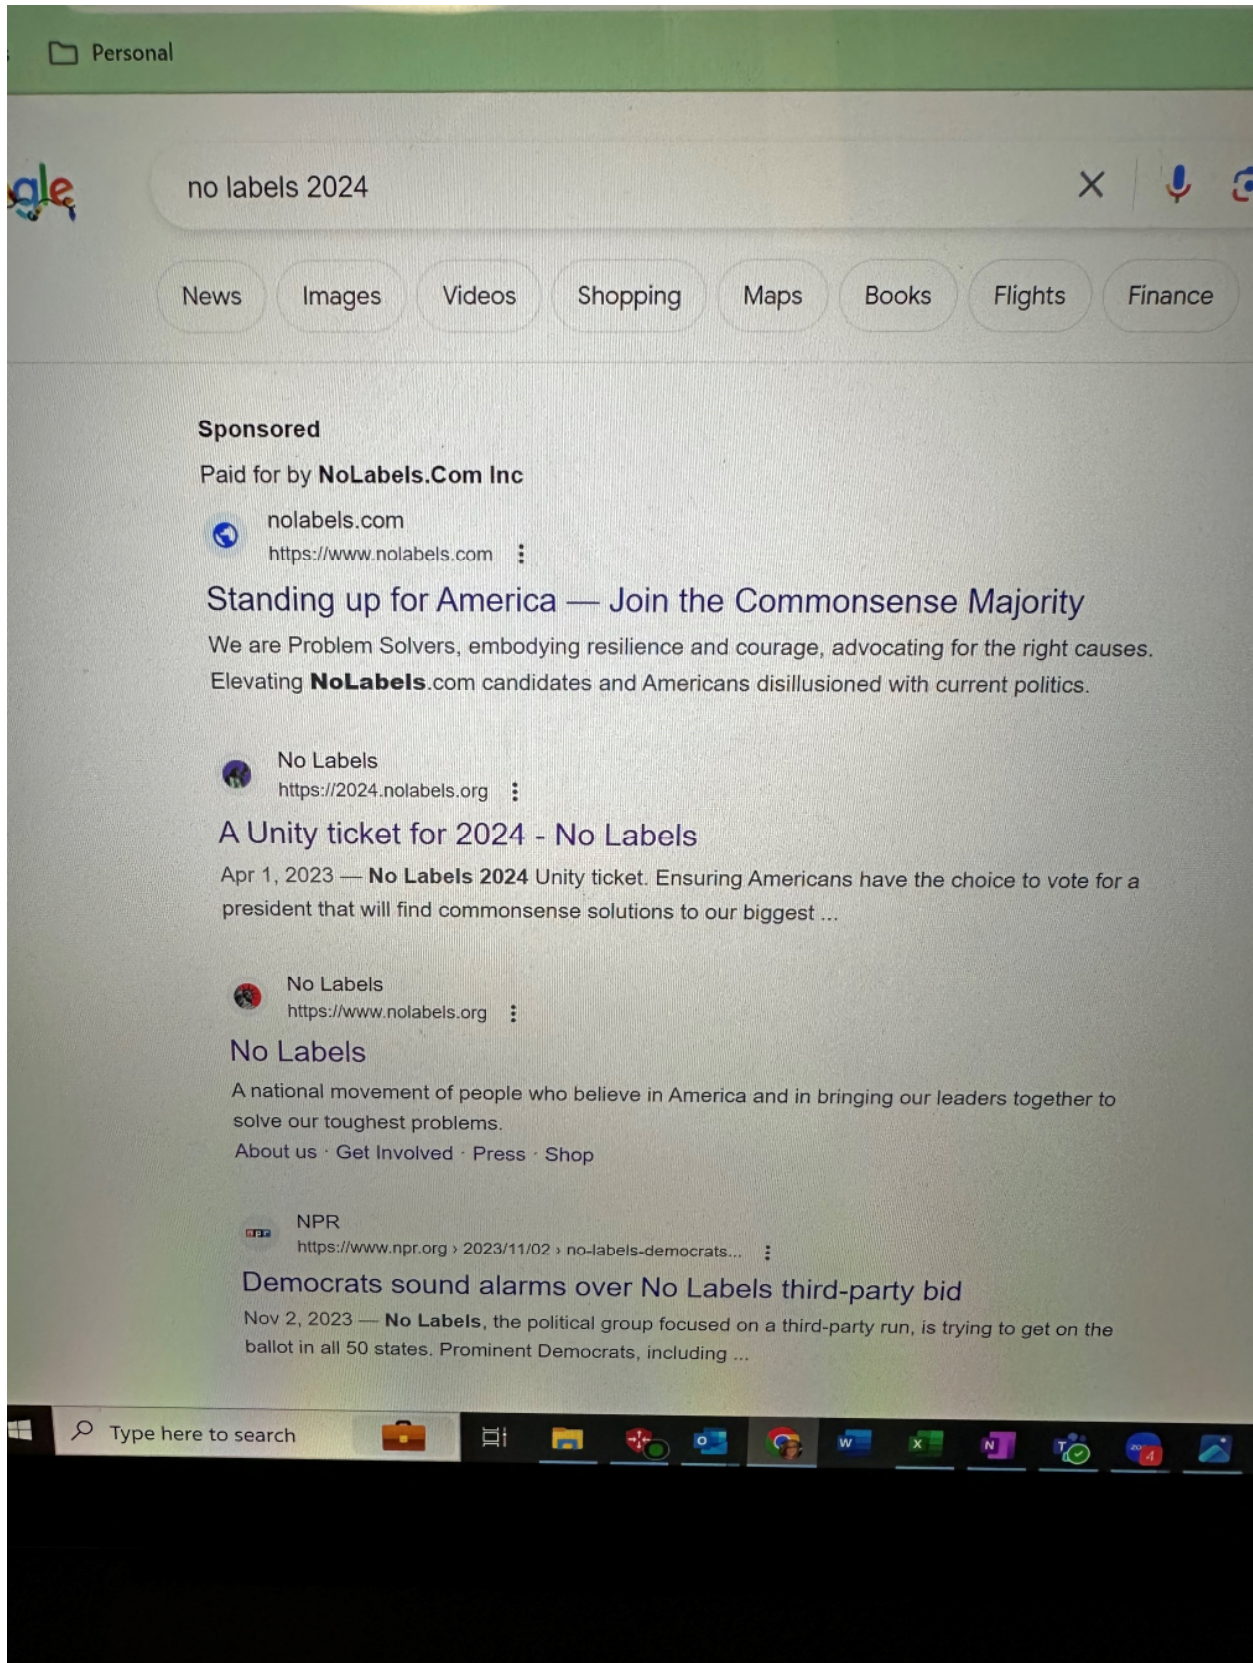 Personal
gle
no labels 2024
News Images Videos Shopping Maps Books Flights Finance
Sponsored
Paid for by NoLabels.Com Inc
nolabels.com
https://www.nolabels.com
Standing up for America — Join the Commonsense Majority
We are Problem Solvers, embodying resilience and courage, advocating for the right causes.
Elevating NoLabels.com candidates and Americans disillusioned with current politics.
No Labels
https://2024.nolabels.org
A Unity ticket for 2024 - No Labels
Apr 1, 2023 — No Labels 2024 Unity ticket. Ensuring Americans have the choice to vote for a
president that will find commonsense solutions to our biggest ...
No Labels
https://www.nolabels.org
No Labels
A national movement of people who believe in America and in bringing our leaders together to
solve our toughest problems.
About us · Get Involved · Press · Shop
npr
NPR
https://www.npr.org › 2023/11/02 › no-labels-democrats...
Democrats sound alarms over No Labels third-party bid
Nov 2, 2023 — No Labels, the political group focused on a third-party run, is trying to get on the
ballot in all 50 states. Prominent Democrats, including ...
Type here to search
O W X N T 4